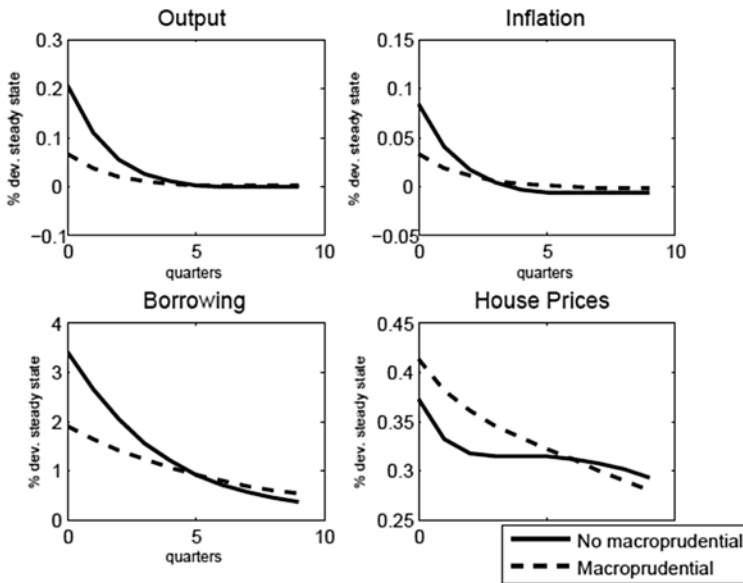 Output
% dev. steady state
0.3
0.2
0.1
0
−0.1
0
5
10
quarters
Inflation
% dev. steady state
0.15
0.1
0.05
0
−0.05
0
5
10
quarters
Borrowing
% dev. steady state
4
3
2
1
0
0
5
10
quarters
House Prices
% dev. steady state
0.45
0.4
0.35
0.3
0.25
0
No macroprudential
Macroprudential